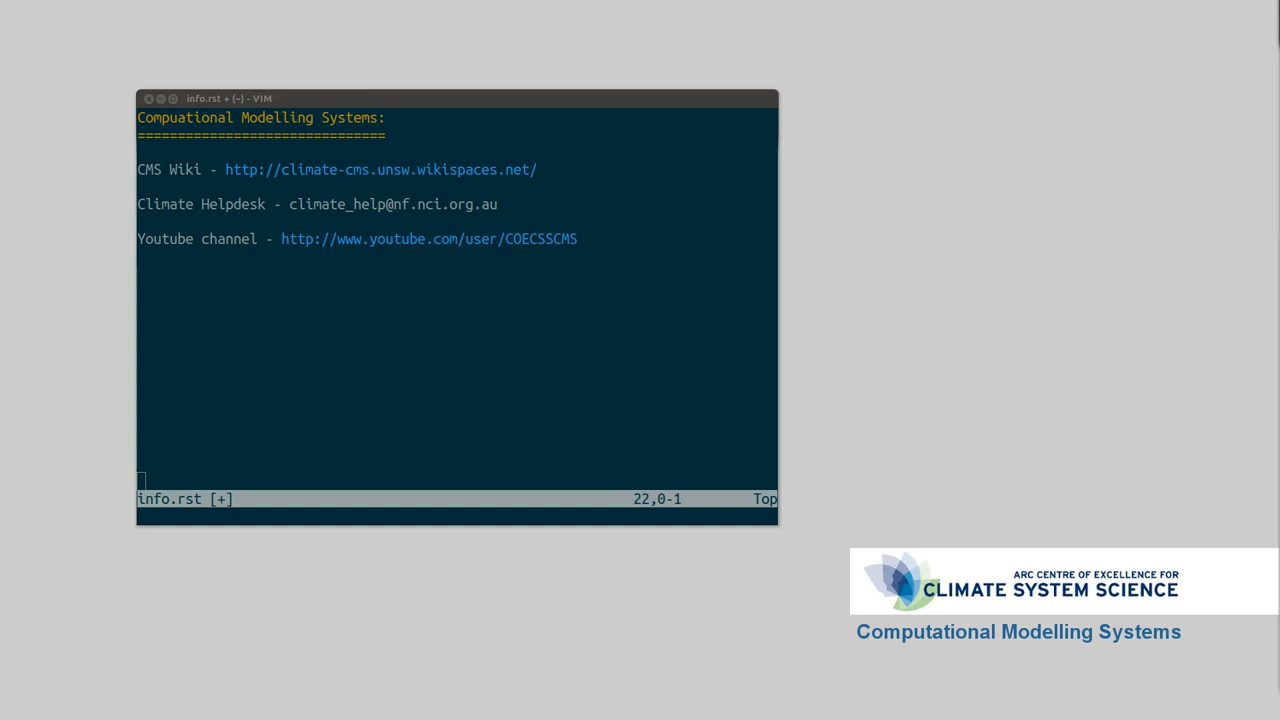 info.rst + (~) - VIM
Compuational Modelling Systems:
===============================
CMS Wiki - http://climate-cms.unsw.wikispaces.net/
Climate Helpdesk - climate_help@nf.nci.org.au
Youtube channel - http://www.youtube.com/user/COECSSCMS
info.rst [+] 22,0-1 Top
ARC CENTRE OF EXCELLENCE FOR
CLIMATE SYSTEM SCIENCE
Computational Modelling Systems